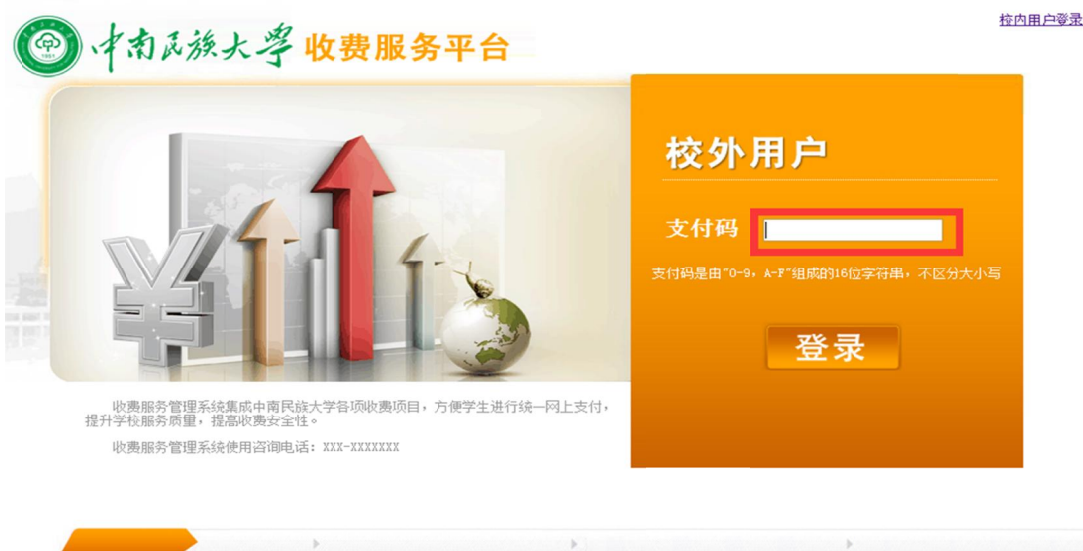 校内用户登录
中南民族大学 收费服务平台
校外用户
支付码
支付码是由"0-9，A-F"组成的16位字符串，不区分大小写
登录
收费服务管理系统集成中南民族大学各项收费项目，方便学生进行统一网上支付，
提升学校服务质量，提高收费安全性。
收费服务管理系统使用咨询电话：XXX-XXXXXXX